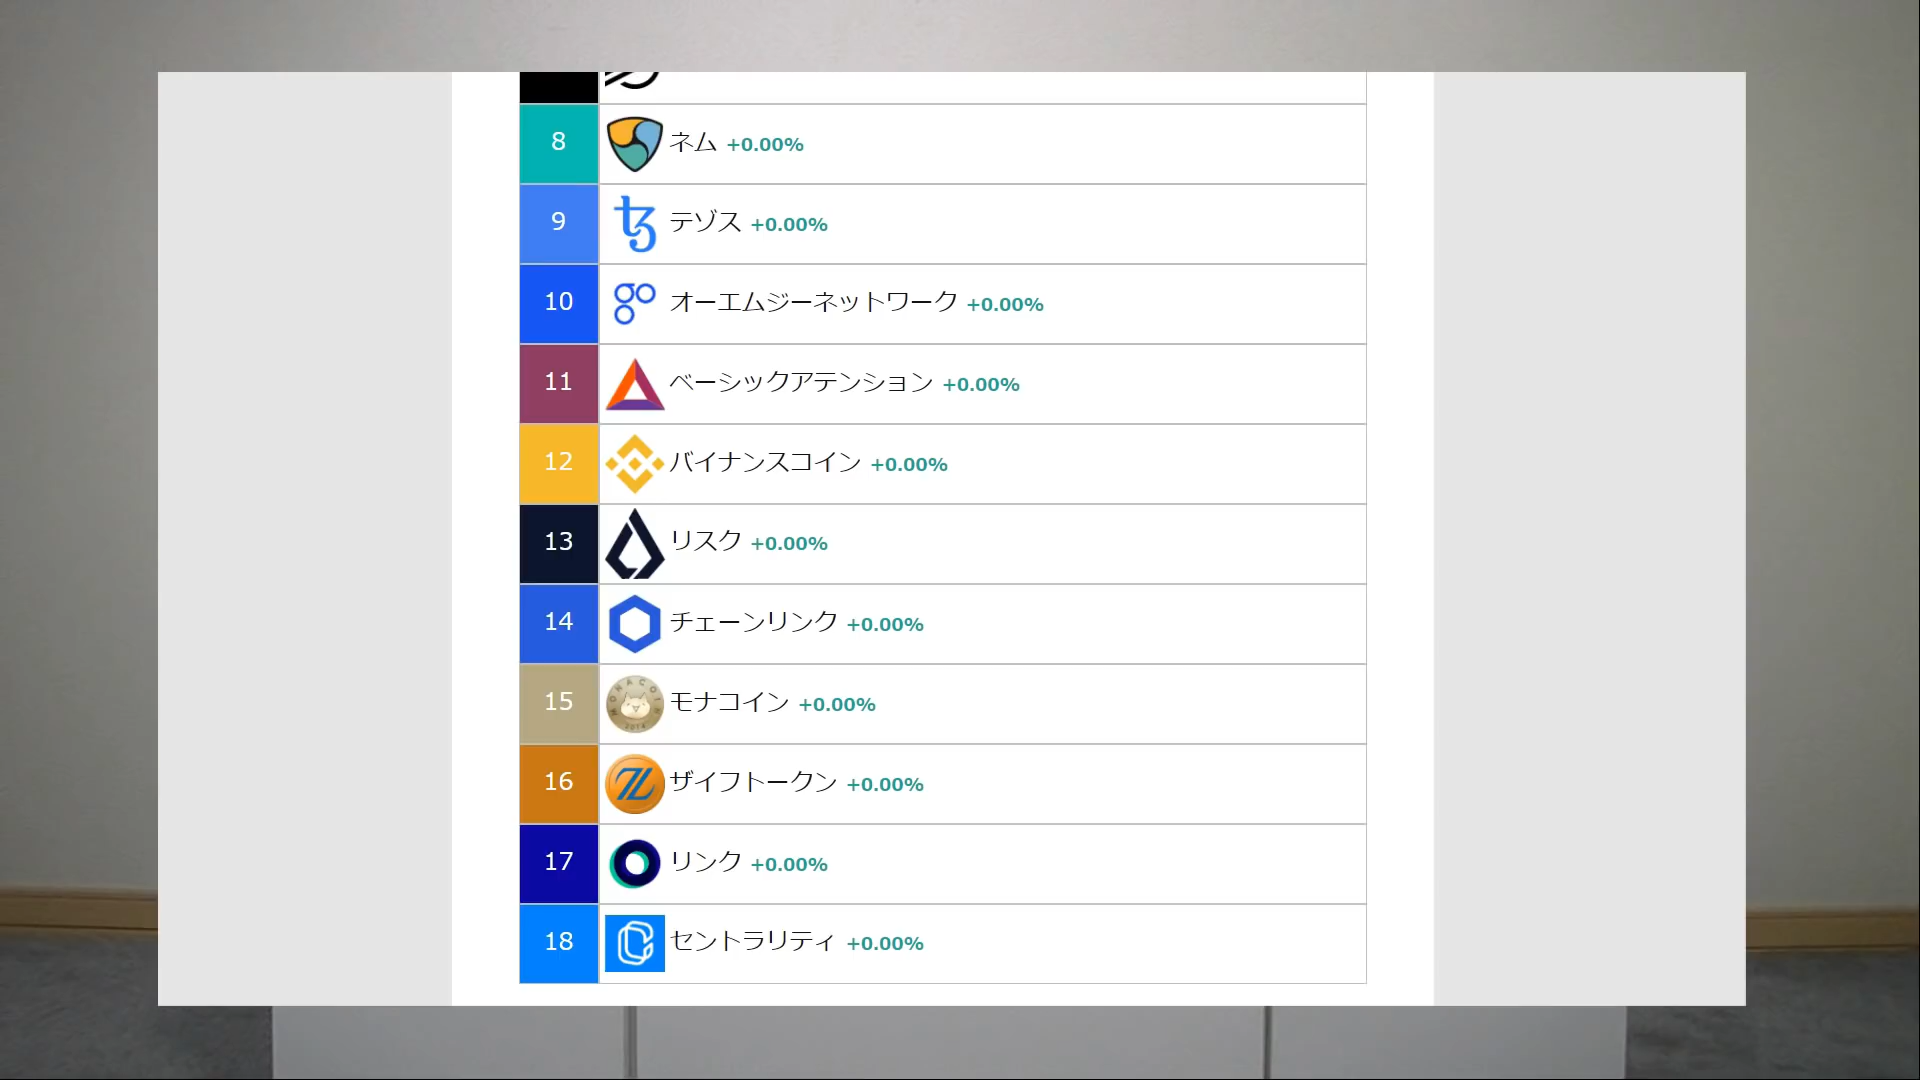 8 ネム +0.00%
9 テゾス +0.00%
10 オーエムジーネットワーク +0.00%
11 ベーシックアテンション +0.00%
12 バイナンスコイン +0.00%
13 リスク +0.00%
14 チェーンリンク +0.00%
15 モナコイン +0.00%
16 ザイフトークン +0.00%
17 リンク +0.00%
18 セントラリティ +0.00%